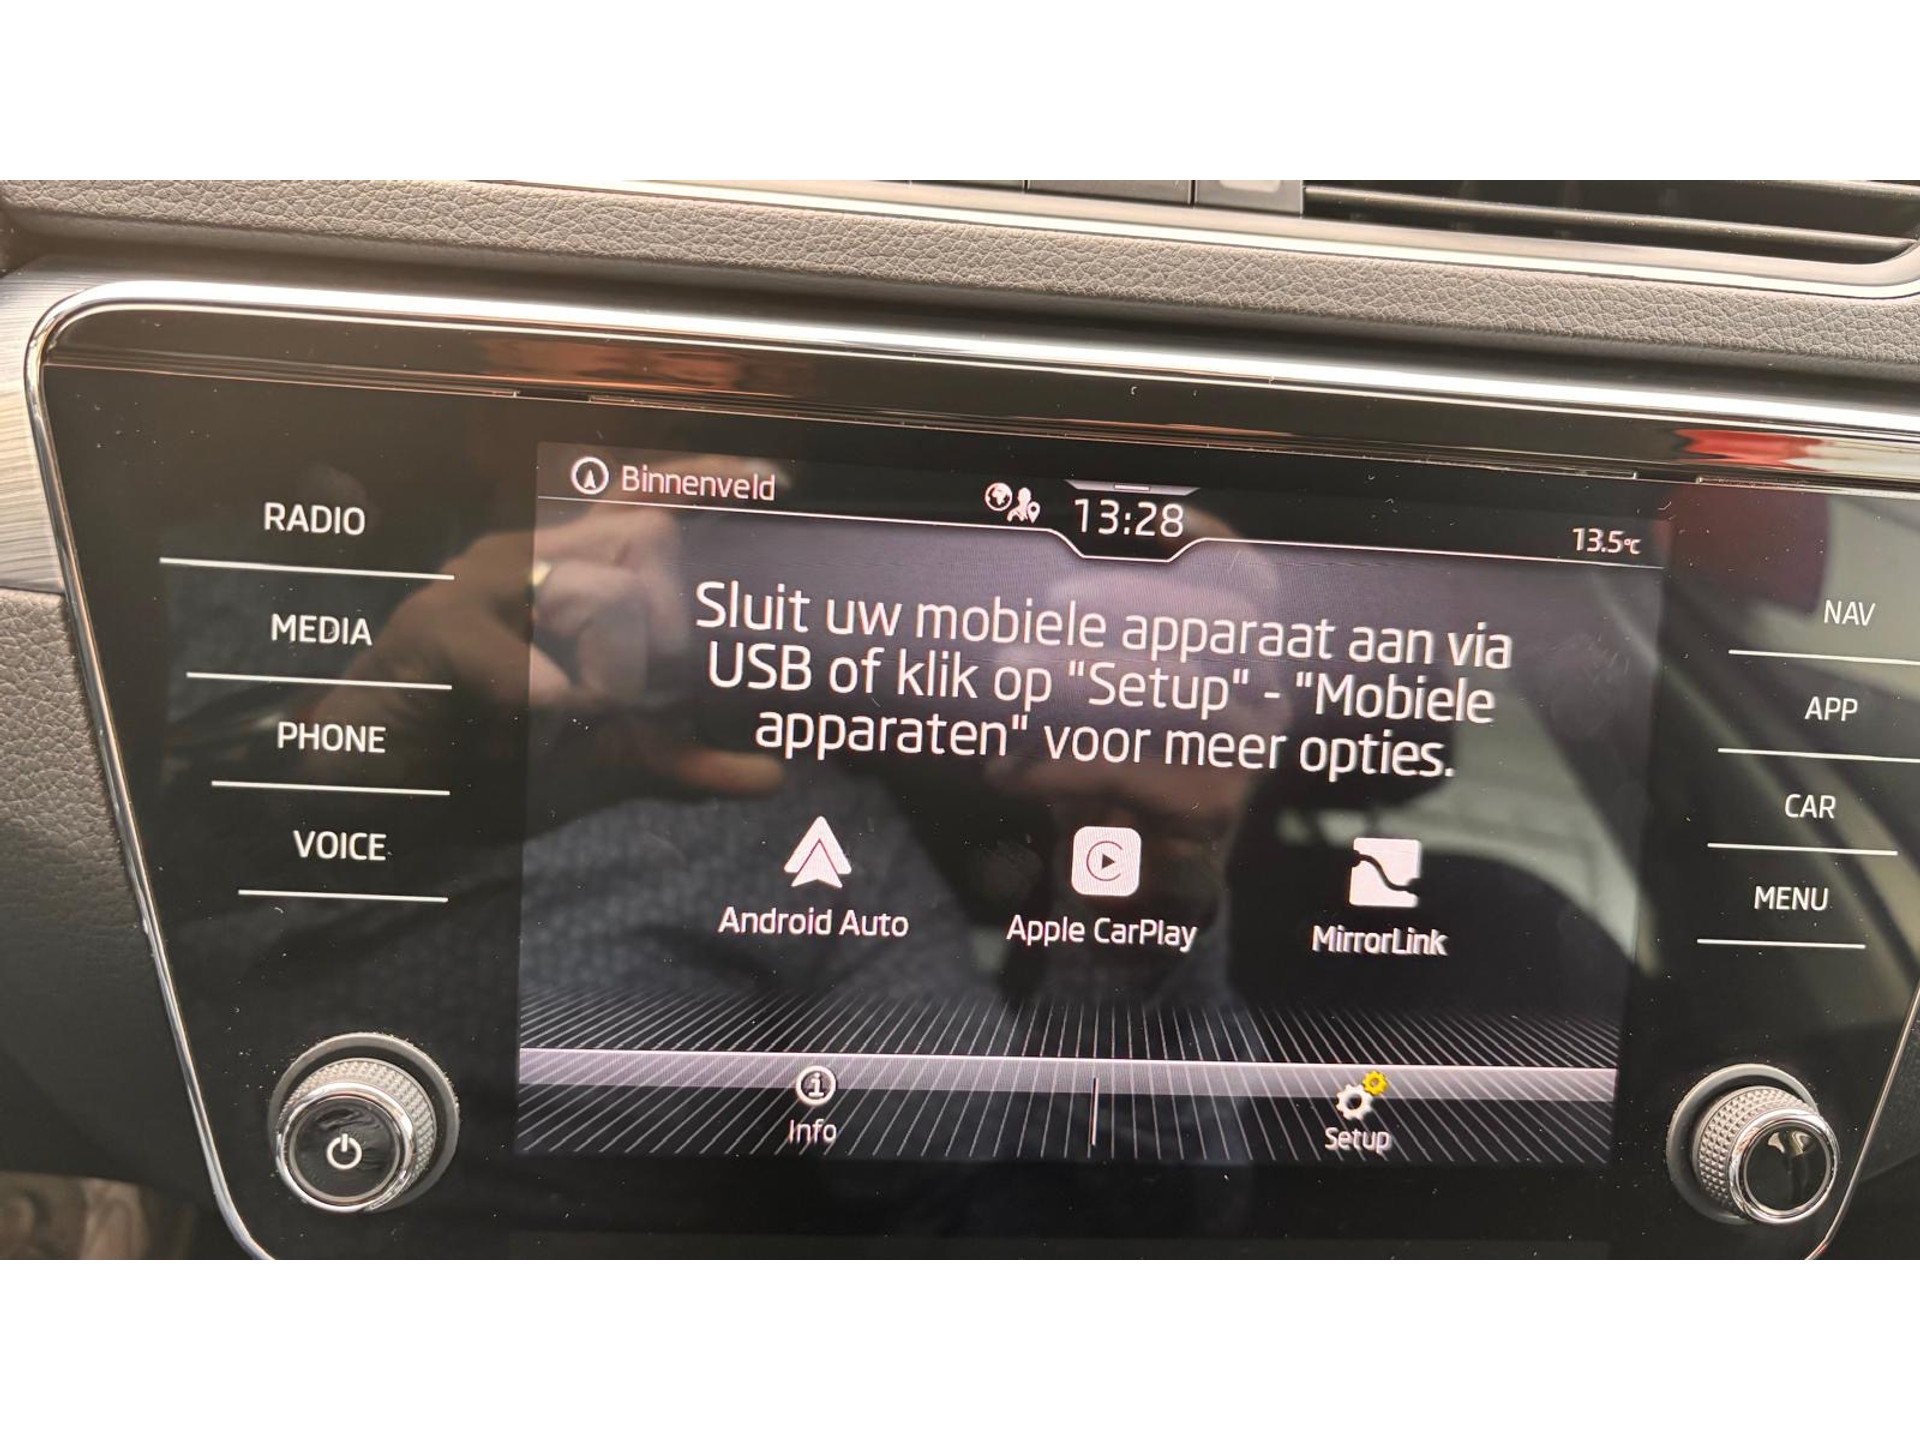 Binnenveld
13:28
13.5°C
RADIO
MEDIA
PHONE
VOICE
Sluit uw mobiele apparaat aan via
USB of klik op "Setup" - "Mobiele
apparaten" voor meer opties.
Android Auto
Apple CarPlay
MirrorLink
Info
Setup
NAV
APP
CAR
MENU